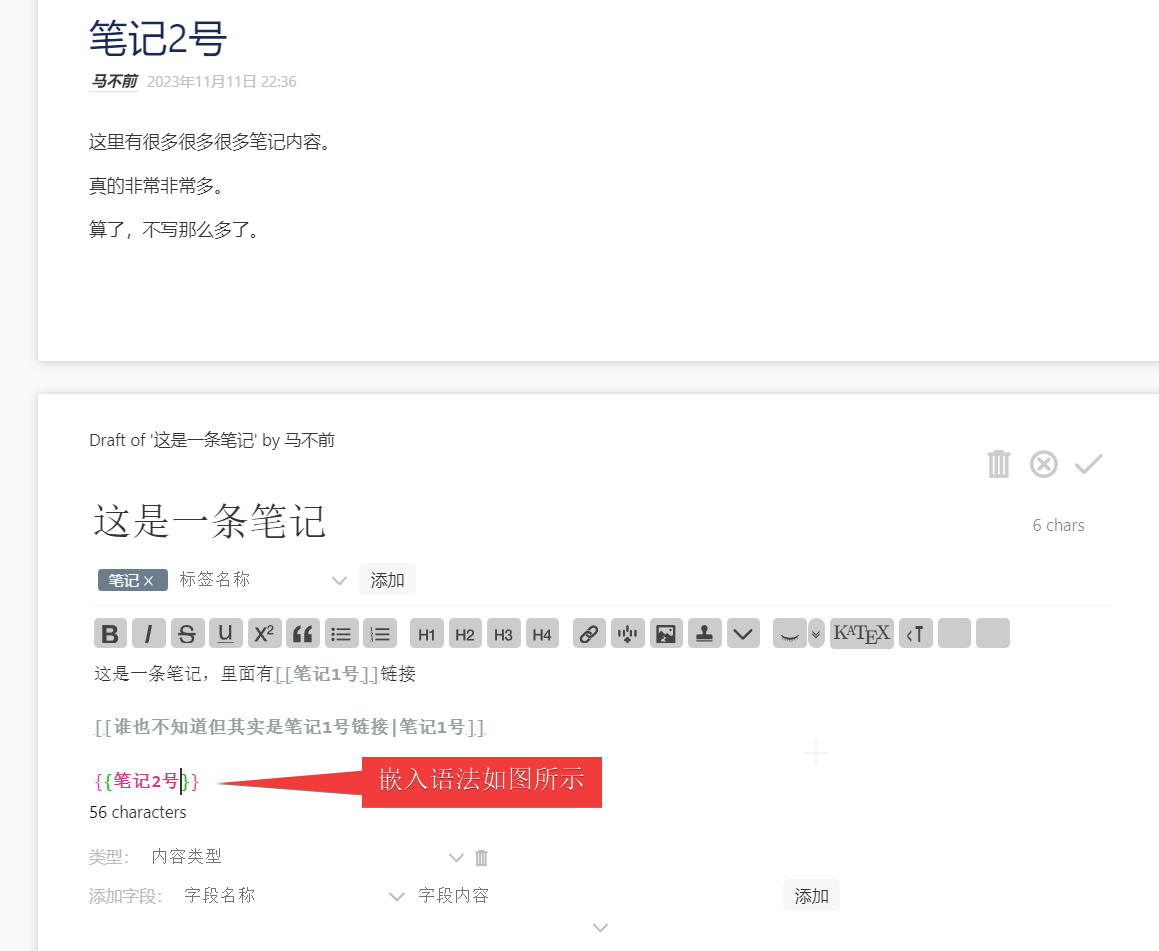 笔记2号
马不前 2023年11月11日 22:36
这里有很多很多很多笔记内容。
真的非常非常多。
算了，不写那么多了。
Draft of '这是一条笔记' by 马不前
这是一条笔记
6 chars
笔记 × 标签名称 添加
B I S U X² H1 H2 H3 H4 KATEX
这是一条笔记，里面有[[笔记1号]]链接
[[谁也不知道但其实是笔记1号链接|笔记1号]]
{{笔记2号}}
嵌入语法如图所示
56 characters
类型： 内容类型
添加字段： 字段名称 字段内容 添加